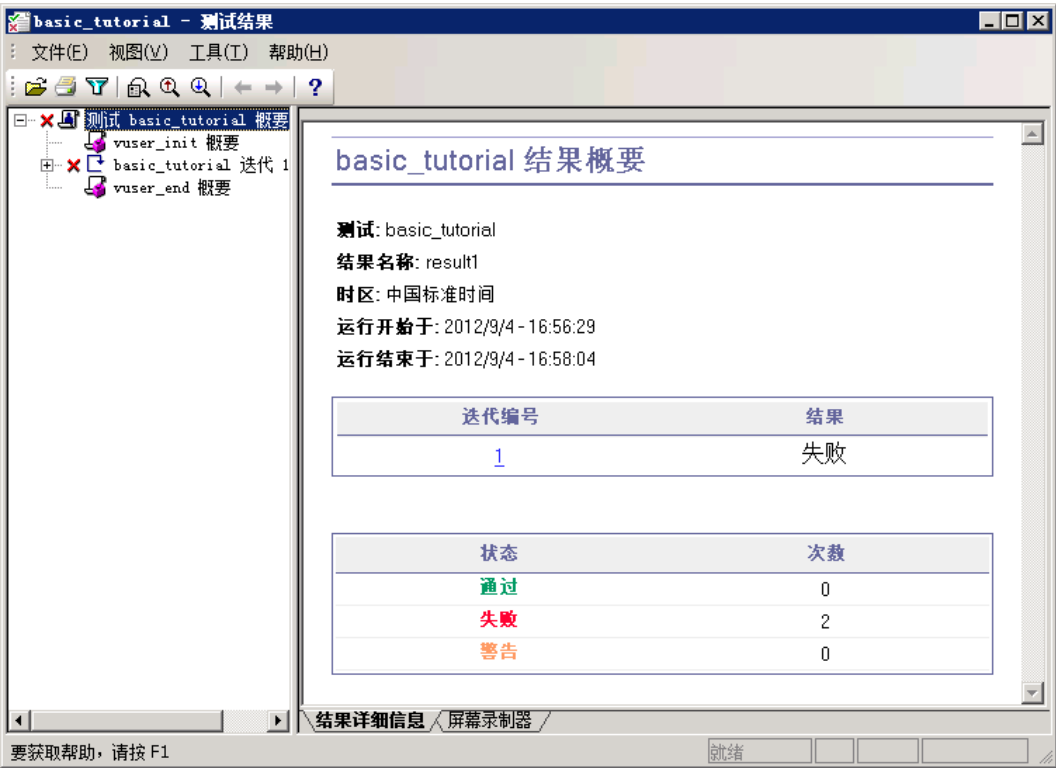 basic_tutorial - 测试结果
文件(F) 视图(V) 工具(T) 帮助(H)
?
测试 basic_tutorial 概要
vuser_init 概要
basic_tutorial 迭代 1
vuser_end 概要
basic_tutorial 结果概要
测试: basic_tutorial
结果名称: result1
时区: 中国标准时间
运行开始于: 2012/9/4 - 16:56:29
运行结束于: 2012/9/4 - 16:58:04
迭代编号 结果
1 失败
状态 次数
通过 0
失败 2
警告 0
结果详细信息 屏幕录制器
要获取帮助，请按 F1 就绪